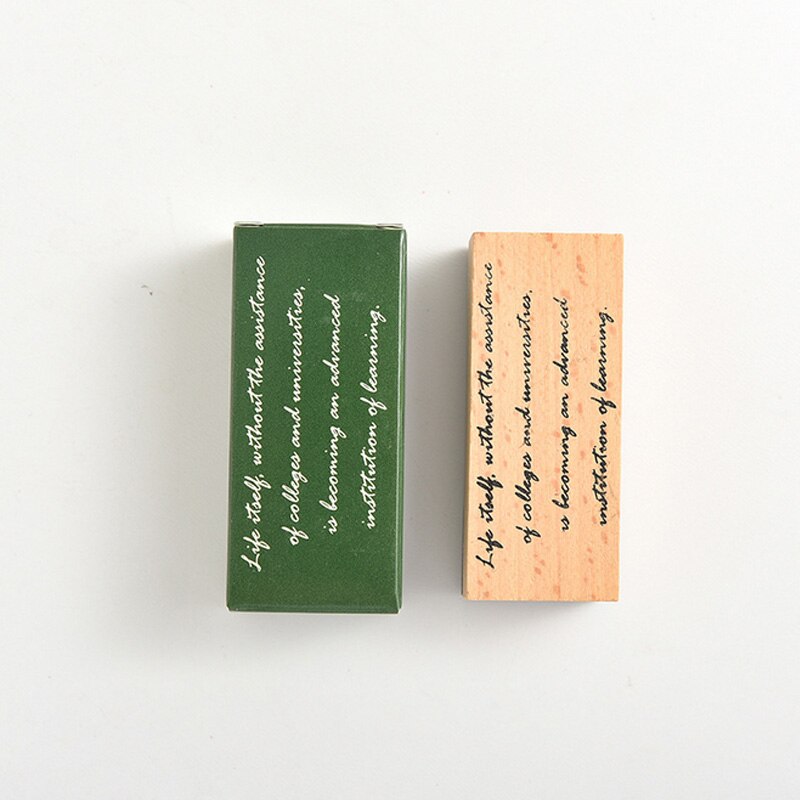 Life itself, without the assistance
of colleges and universities,
is becoming an advanced
institution of learning.
Life itself, without the assistance
of colleges and universities,
is becoming an advanced
institution of learning.